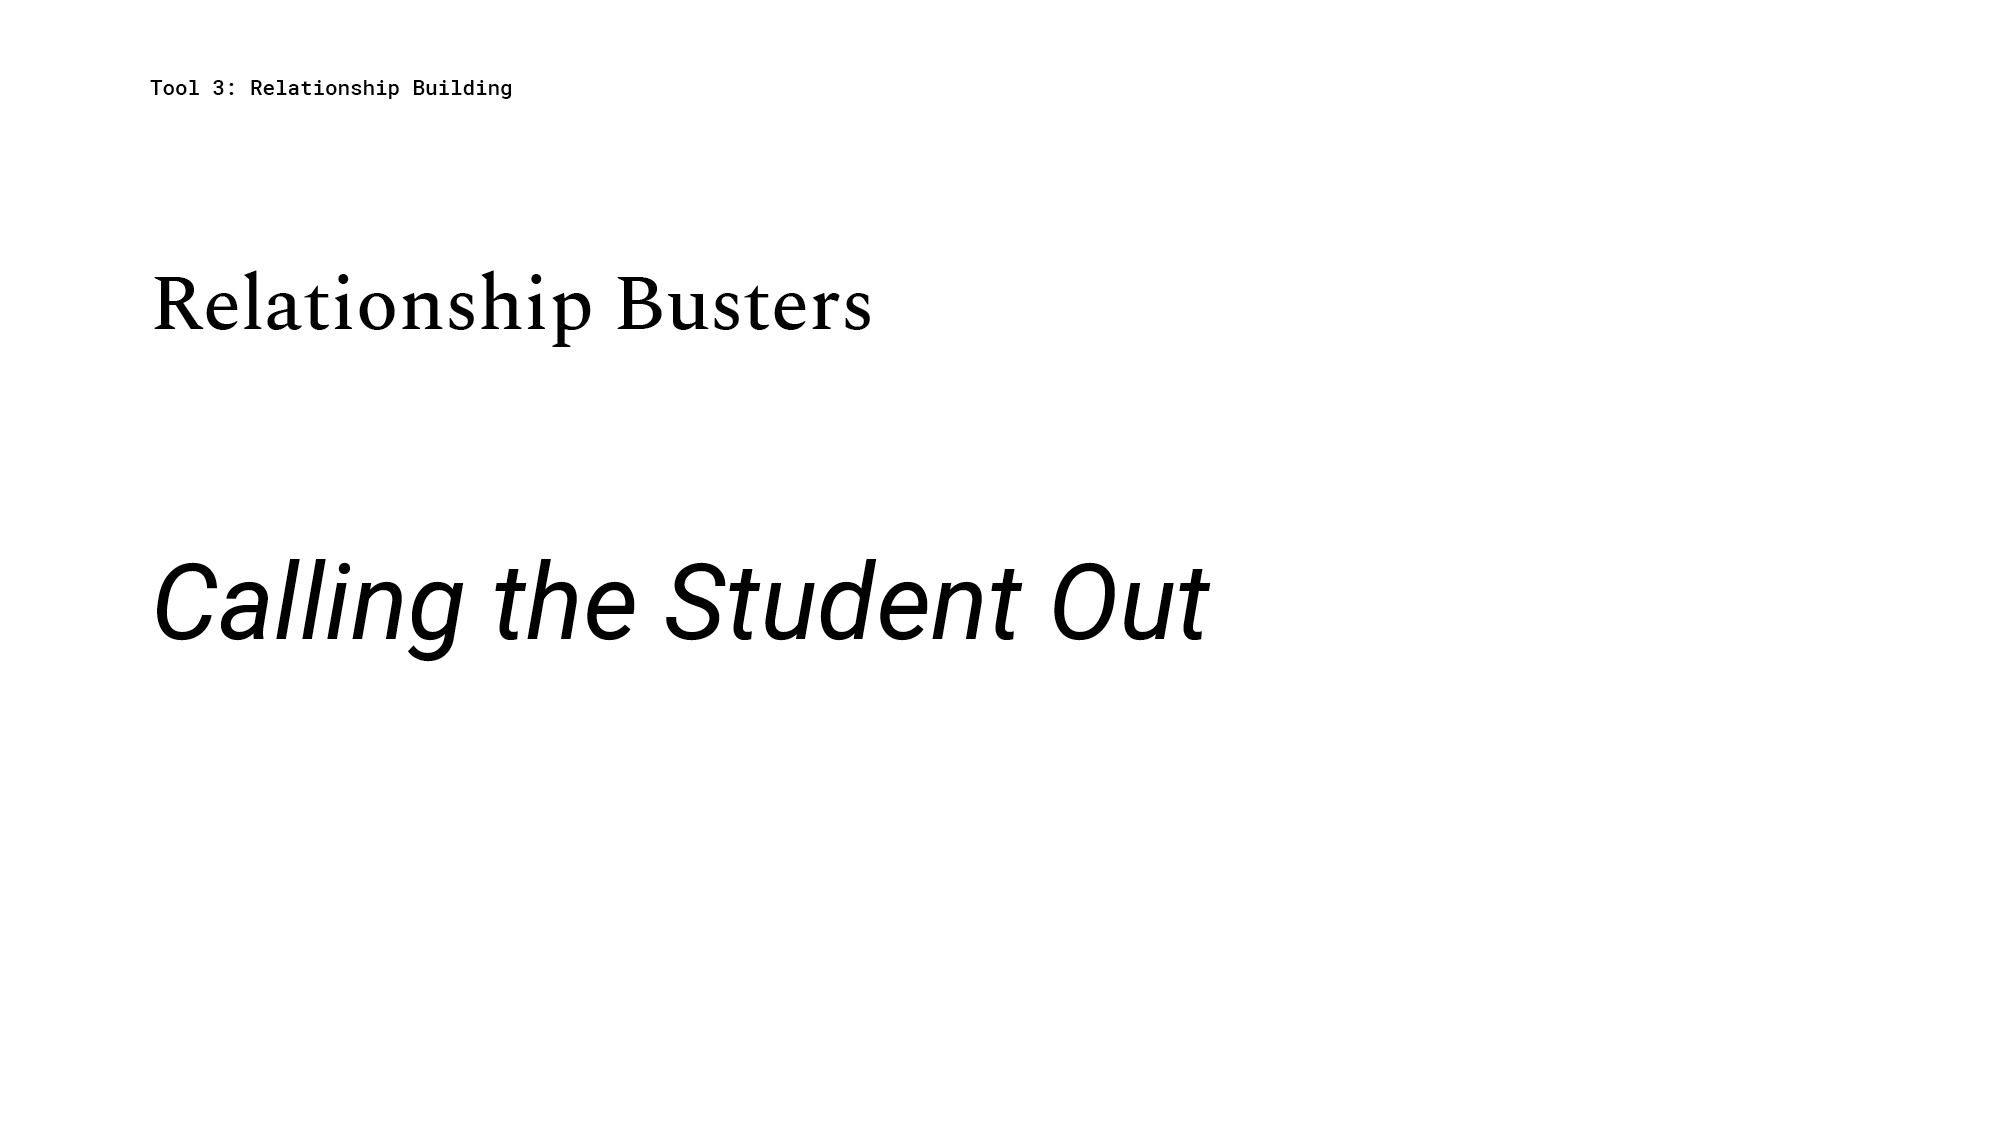 Tool 3: Relationship Building
Relationship Busters
Calling the Student Out